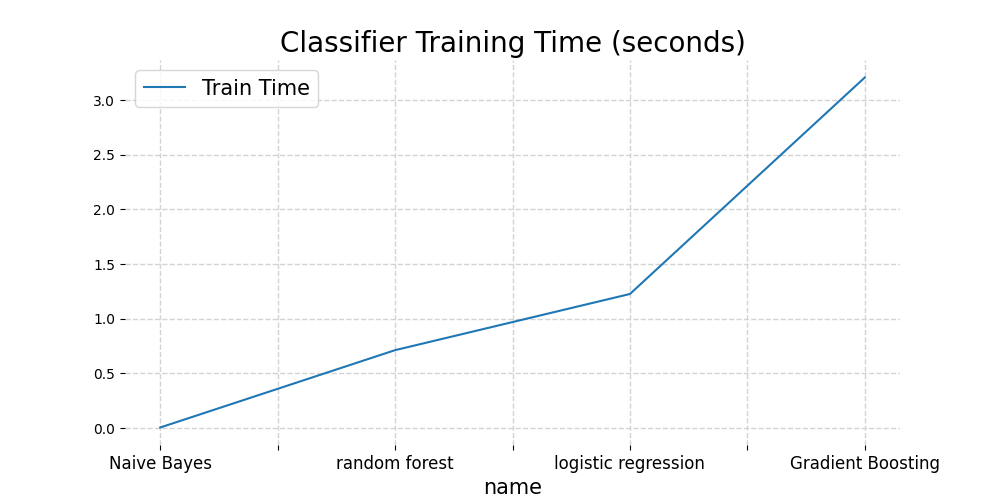 Classifier Training Time (seconds)
Train Time
3.0
2.5
2.0
1.5
1.0
0.5
0.0
Naive Bayes random forest logistic regression Gradient Boosting
name